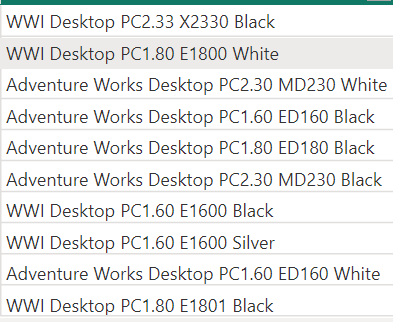 WWI Desktop PC2.33 X2330 Black
WWI Desktop PC1.80 E1800 White
Adventure Works Desktop PC2.30 MD230 White
Adventure Works Desktop PC1.60 ED160 Black
Adventure Works Desktop PC1.80 ED180 Black
Adventure Works Desktop PC2.30 MD230 Black
WWI Desktop PC1.60 E1600 Black
WWI Desktop PC1.60 E1600 Silver
Adventure Works Desktop PC1.60 ED160 White
WWI Desktop PC1.80 E1801 Black